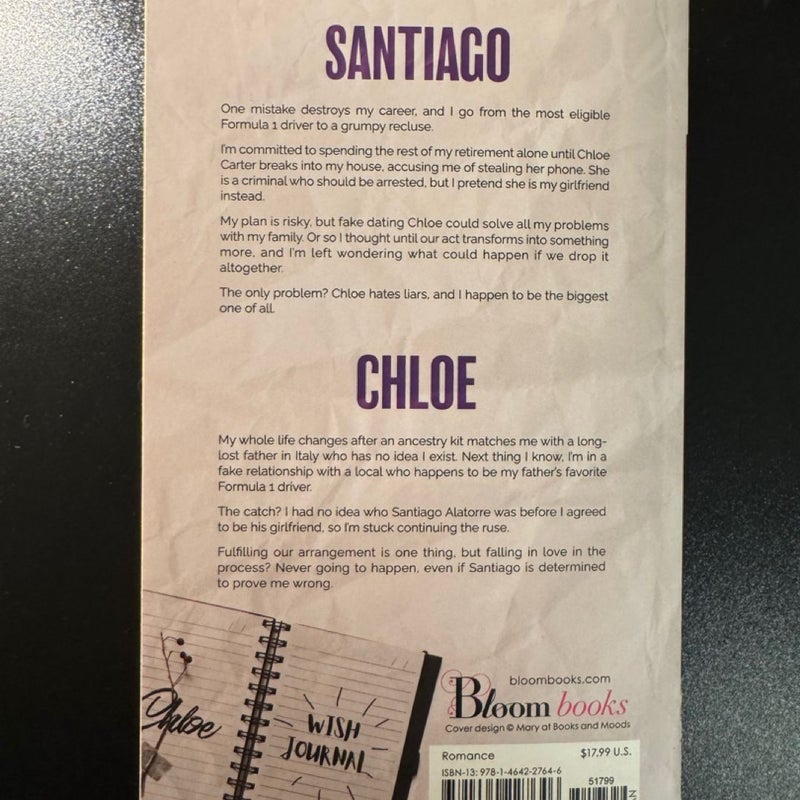 SANTIAGO
One mistake destroys my career, and I go from the most eligible
Formula 1 driver to a grumpy recluse.
I'm committed to spending the rest of my retirement alone until Chloe
Carter breaks into my house, accusing me of stealing her phone. She
is a criminal who should be arrested, but I pretend she is my girlfriend
instead.
My plan is risky, but fake dating Chloe could solve all my problems
with my family. Or so I thought until our act transforms into something
more, and I'm left wondering what could happen if we drop it
altogether.
The only problem? Chloe hates liars, and I happen to be the biggest
one of all.
CHLOE
My whole life changes after an ancestry kit matches me with a long-
lost father in Italy who has no idea I exist. Next thing I know, I'm in a
fake relationship with a local who happens to be my father's favorite
Formula 1 driver.
The catch? I had no idea who Santiago Alatorre was before I agreed
to be his girlfriend, so I'm stuck continuing the ruse.
Fulfilling our arrangement is one thing, but falling in love in the
process? Never going to happen, even if Santiago is determined
to prove me wrong.
Chloe
WISH
JOURNAL
bloombooks.com
Bloom books
Cover design © Mary at Books and Moods
Romance $17.99 U.S.
ISBN-13: 978-1-4642-2764-6
51799